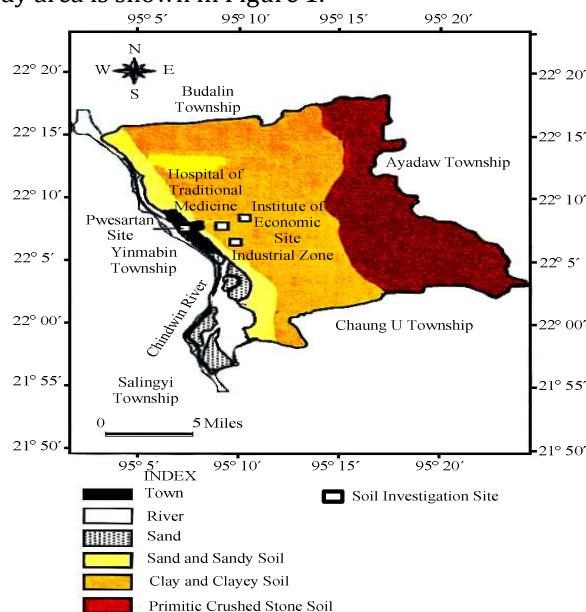 ay area is shown in Figure 1.
95° 5′ 95° 10′ 95° 15′ 95° 20′
N
W E
S
22° 20′ 22° 20′
Budalin
Township
22° 15′ 22° 15′
Ayadaw Township
Hospital of
Traditional
Medicine
22° 10′ 22° 10′
Institute of
Economic
Site
Pwesartan
Site
Industrial Zone
Yinmabin
Township
22° 5′ 22° 5′
Chindwin River
22° 00′ 22° 00′
Chaung U Township
21° 55′ 21° 55′
Salingyi
Township
0 5 Miles
21° 50′ 21° 50′
95° 5′ 95° 10′ 95° 15′ 95° 20′
INDEX
Town
Soil Investigation Site
River
Sand
Sand and Sandy Soil
Clay and Clayey Soil
Primitic Crushed Stone Soil